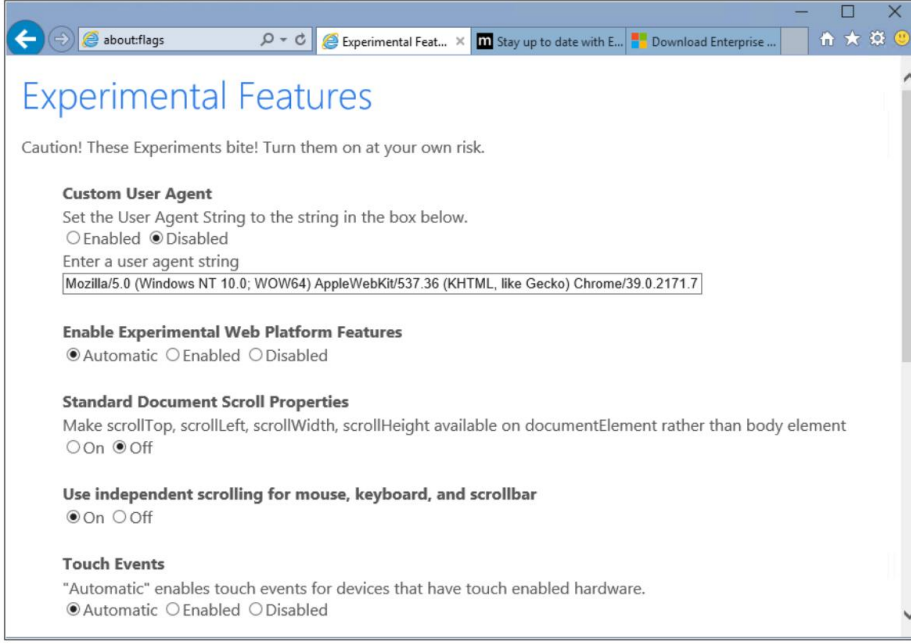 about:flags
Experimental Feat...
m Stay up to date with E...
Download Enterprise ...
Experimental Features
Caution! These Experiments bite! Turn them on at your own risk.
Custom User Agent
Set the User Agent String to the string in the box below.
Enabled Disabled
Enter a user agent string
Mozilla/5.0 (Windows NT 10.0; WOW64) AppleWebKit/537.36 (KHTML, like Gecko) Chrome/39.0.2171.7
Enable Experimental Web Platform Features
Automatic Enabled Disabled
Standard Document Scroll Properties
Make scrollTop, scrollLeft, scrollWidth, scrollHeight available on documentElement rather than body element
On Off
Use independent scrolling for mouse, keyboard, and scrollbar
On Off
Touch Events
"Automatic" enables touch events for devices that have touch enabled hardware.
Automatic Enabled Disabled